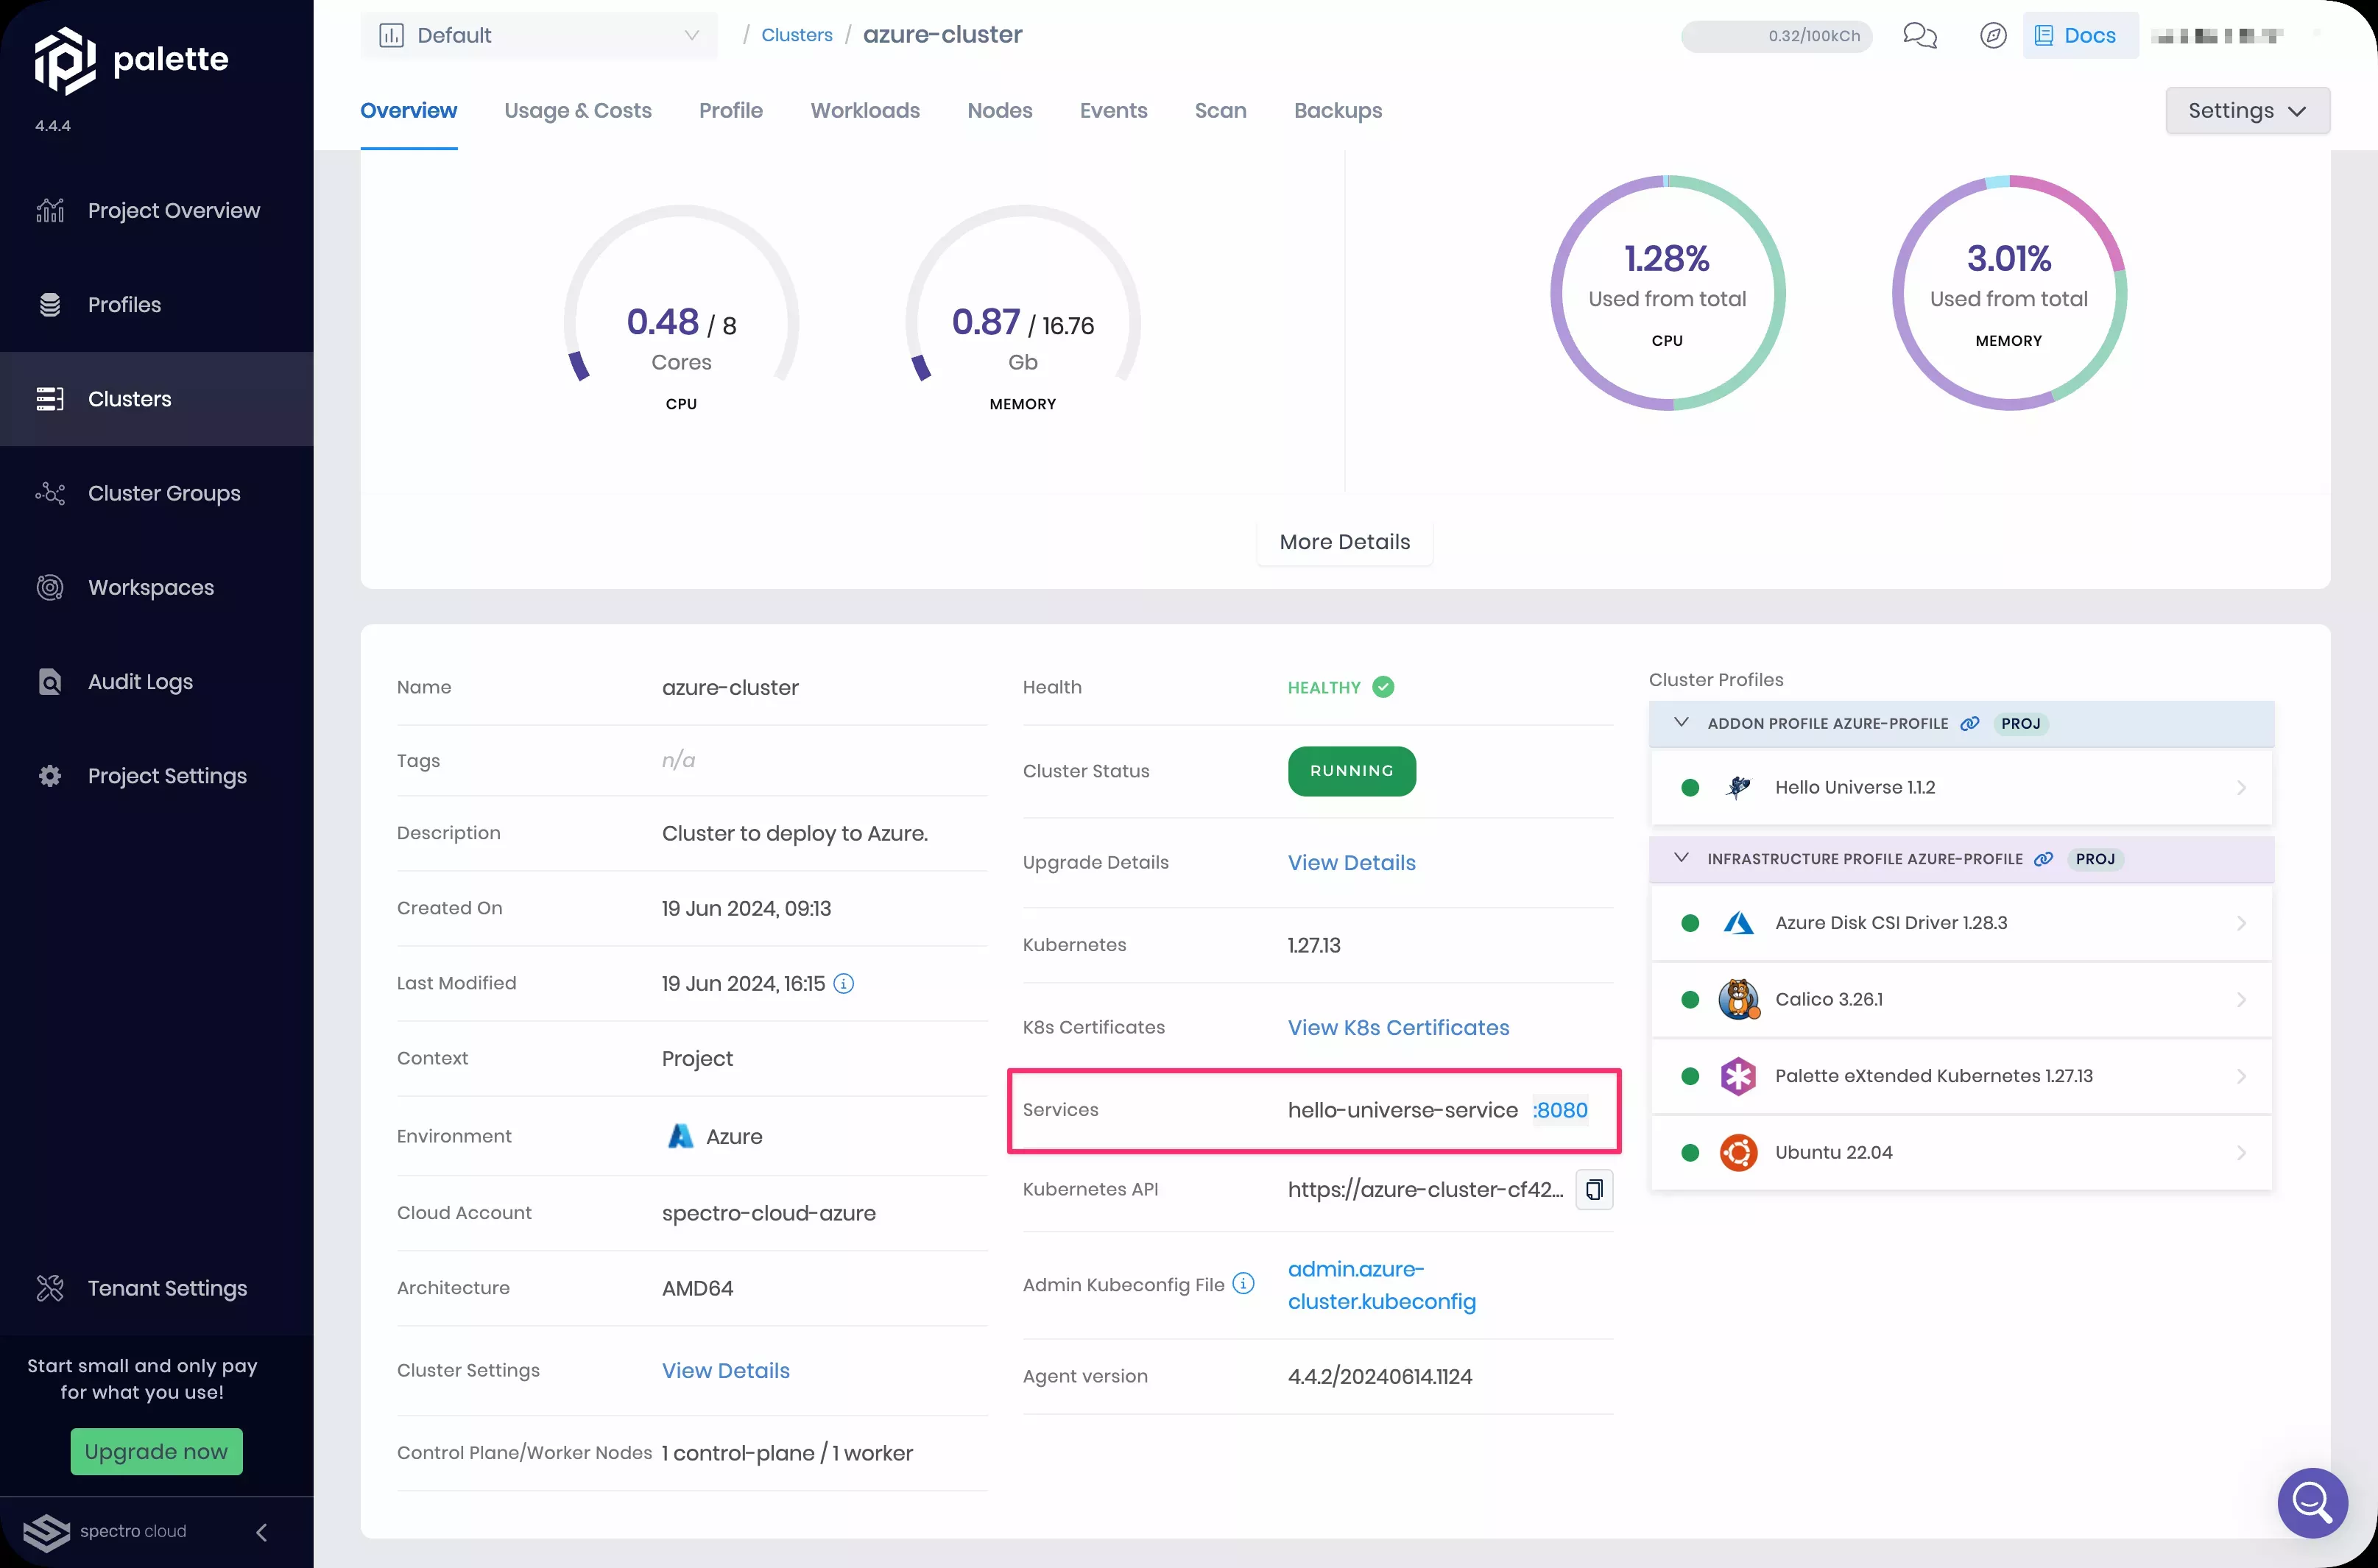 palette
4.4.4
Project Overview
Profiles
Clusters
Cluster Groups
Workspaces
Audit Logs
Project Settings
Tenant Settings
Start small and only pay
for what you use!
Upgrade now
spectro cloud
Default
/ Clusters / azure-cluster
0.32/100kCh
Docs
Overview
Usage & Costs
Profile
Workloads
Nodes
Events
Scan
Backups
Settings
0.48 / 8
Cores
CPU
0.87 / 16.76
Gb
MEMORY
1.28%
Used from total
CPU
3.01%
Used from total
MEMORY
More Details
Name azure-cluster
Tags n/a
Description Cluster to deploy to Azure.
Created On 19 Jun 2024, 09:13
Last Modified 19 Jun 2024, 16:15
Context Project
Environment Azure
Cloud Account spectro-cloud-azure
Architecture AMD64
Cluster Settings View Details
Control Plane/Worker Nodes 1 control-plane / 1 worker
Health HEALTHY
Cluster Status RUNNING
Upgrade Details View Details
Kubernetes 1.27.13
K8s Certificates View K8s Certificates
Services hello-universe-service :8080
Kubernetes API https://azure-cluster-cf42...
Admin Kubeconfig File admin.azure-
cluster.kubeconfig
Agent version 4.4.2/20240614.1124
Cluster Profiles
ADDON PROFILE AZURE-PROFILE PROJ
Hello Universe 1.1.2
INFRASTRUCTURE PROFILE AZURE-PROFILE PROJ
Azure Disk CSI Driver 1.28.3
Calico 3.26.1
Palette eXtended Kubernetes 1.27.13
Ubuntu 22.04